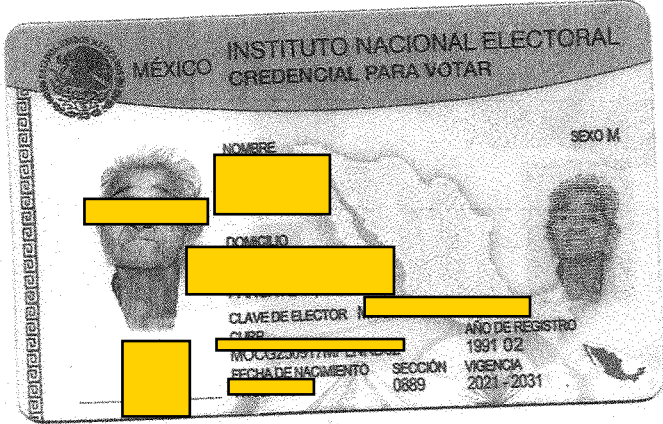 MÉXICO INSTITUTO NACIONAL ELECTORAL
CREDENCIAL PARA VOTAR
SEXO M
NOMBRE
DOMICILIO
CLAVE DE ELECTOR
CURP
AÑO DE REGISTRO
1991 02
FECHA DE NACIMIENTO
SECCIÓN
0889
VIGENCIA
2021 - 2031